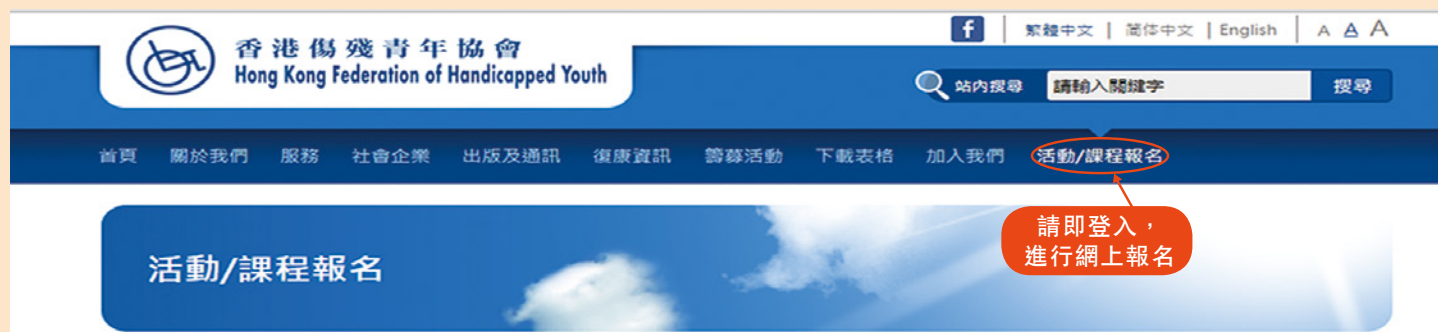 f | 繁體中文 | 简体中文 | English | A A A
香港傷殘青年協會
Hong Kong Federation of Handicapped Youth
站內搜尋 請輸入關鍵字 搜尋
首頁 關於我們 服務 社會企業 出版及通訊 復康資訊 籌募活動 下載表格 加入我們 活動/課程報名
請即登入，
進行網上報名
活動/課程報名